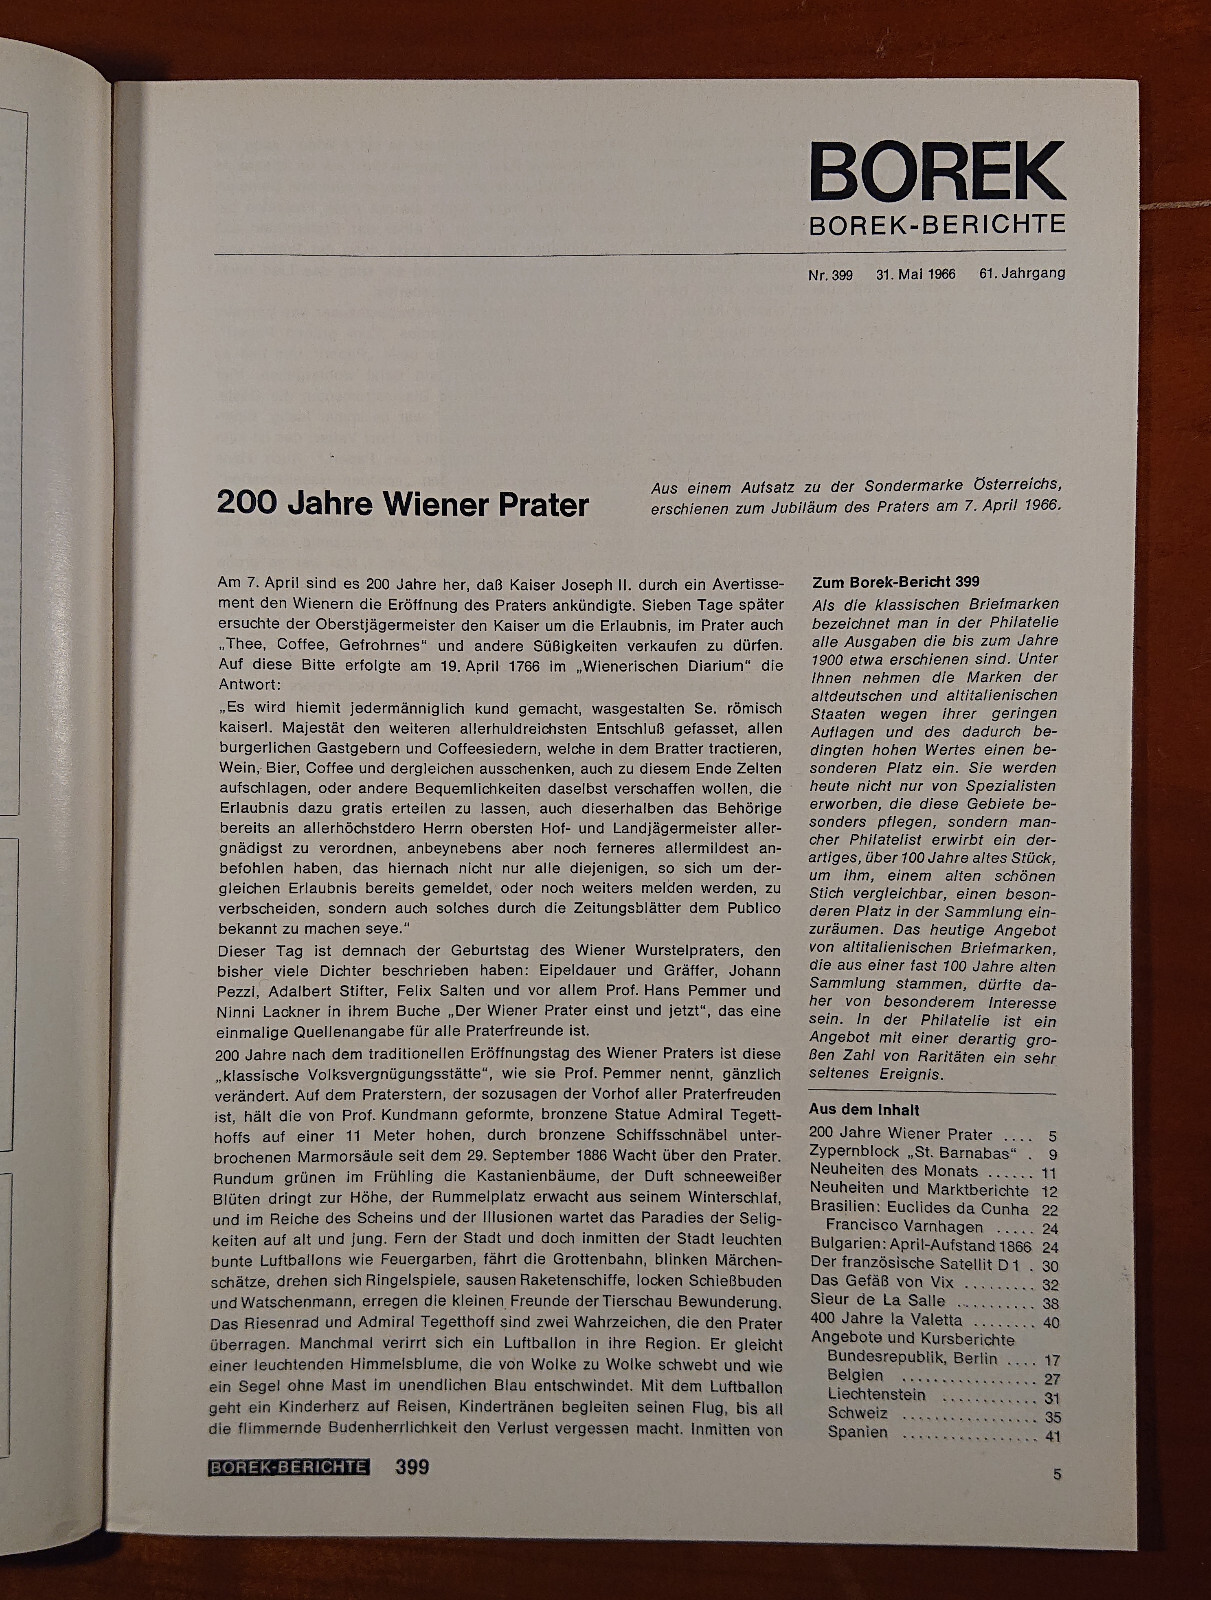 BOREK
BOREK-BERICHTE
Nr. 399 31. Mai 1966 61. Jahrgang
200 Jahre Wiener Prater
Aus einem Aufsatz zu der Sondermarke Österreichs,
erschienen zum Jubiläum des Praters am 7. April 1966.
Am 7. April sind es 200 Jahre her, daß Kaiser Joseph II. durch ein Avertisse-
ment den Wienern die Eröffnung des Praters ankündigte. Sieben Tage später
ersuchte der Oberstjägermeister den Kaiser um die Erlaubnis, im Prater auch
„Thee, Coffee, Gefrohrnes“ und andere Süßigkeiten verkaufen zu dürfen.
Auf diese Bitte erfolgte am 19. April 1766 im „Wienerischen Diarium“ die
Antwort:
„Es wird hiemit jedermänniglich kund gemacht, wasgestalten Se. römisch
kaiserl. Majestät den weiteren allerhuldreichsten Entschluß gefasset, allen
burgerlichen Gastgebern und Coffeesiedern, welche in dem Bratter tractieren,
Wein, Bier, Coffee und dergleichen ausschenken, auch zu diesem Ende Zelten
aufschlagen, oder andere Bequemlichkeiten daselbst verschaffen wollen, die
Erlaubnis dazu gratis erteilen zu lassen, auch dieserhalben das Behörige
bereits an allerhöchstdero Herrn obersten Hof- und Landjägermeister aller-
gnädigst zu verordnen, anbeynebens aber noch ferneres allermildest an-
befohlen haben, das hiernach nicht nur alle diejenigen, so sich um der-
gleichen Erlaubnis bereits gemeldet, oder noch weiters melden werden, zu
verbscheiden, sondern auch solches durch die Zeitungsblätter dem Publico
bekannt zu machen seye.“
Dieser Tag ist demnach der Geburtstag des Wiener Wurstelpraters, den
bisher viele Dichter beschrieben haben: Eipeldauer und Gräffer, Johann
Pezzl, Adalbert Stifter, Felix Salten und vor allem Prof. Hans Pemmer und
Ninni Lackner in ihrem Buche „Der Wiener Prater einst und jetzt“, das eine
einmalige Quellenangabe für alle Praterfreunde ist.
200 Jahre nach dem traditionellen Eröffnungstag des Wiener Praters ist diese
„klassische Volksvergnügungsstätte“, wie sie Prof. Pemmer nennt, gänzlich
verändert. Auf dem Praterstern, der sozusagen der Vorhof aller Praterfreuden
ist, hält die von Prof. Kundmann geformte, bronzene Statue Admiral Tegett-
hoffs auf einer 11 Meter hohen, durch bronzene Schiffsschnäbel unter-
brochenen Marmorsäule seit dem 29. September 1886 Wacht über den Prater.
Rundum grünen im Frühling die Kastanienbäume, der Duft schneeweißer
Blüten dringt zur Höhe, der Rummelplatz erwacht aus seinem Winterschlaf,
und im Reiche des Scheins und der Illusionen wartet das Paradies der Selig-
keiten auf alt und jung. Fern der Stadt und doch inmitten der Stadt leuchten
bunte Luftballons wie Feuergarben, fährt die Grottenbahn, blinken Märchen-
schätze, drehen sich Ringelspiele, sausen Raketenschiffe, locken Schießbuden
und Watschenmann, erregen die kleinen Freunde der Tierschau Bewunderung.
Das Riesenrad und Admiral Tegetthoff sind zwei Wahrzeichen, die den Prater
überragen. Manchmal verirrt sich ein Luftballon in ihre Region. Er gleicht
einer leuchtenden Himmelsblume, die von Wolke zu Wolke schwebt und wie
ein Segel ohne Mast im unendlichen Blau entschwindet. Mit dem Luftballon
geht ein Kinderherz auf Reisen, Kindertränen begleiten seinen Flug, bis all
die flimmernde Budenherrlichkeit den Verlust vergessen macht. Inmitten von
Zum Borek-Bericht 399
Als die klassischen Briefmarken
bezeichnet man in der Philatelie
alle Ausgaben die bis zum Jahre
1900 etwa erschienen sind. Unter
Ihnen nehmen die Marken der
altdeutschen und altitalienischen
Staaten wegen ihrer geringen
Auflagen und des dadurch be-
dingten hohen Wertes einen be-
sonderen Platz ein. Sie werden
heute nicht nur von Spezialisten
erworben, die diese Gebiete be-
sonders pflegen, sondern man-
cher Philatelist erwirbt ein der-
artiges, über 100 Jahre altes Stück,
um ihm, einem alten schönen
Stich vergleichbar, einen beson-
deren Platz in der Sammlung ein-
zuräumen. Das heutige Angebot
von altitalienischen Briefmarken,
die aus einer fast 100 Jahre alten
Sammlung stammen, dürfte da-
her von besonderem Interesse
sein. In der Philatelie ist ein
Angebot mit einer derartig gro-
ßen Zahl von Raritäten ein sehr
seltenes Ereignis.
Aus dem Inhalt
200 Jahre Wiener Prater .... 5
Zypernblock „St. Barnabas“ . 9
Neuheiten des Monats ...... 11
Neuheiten und Marktberichte 12
Brasilien: Euclides da Cunha 22
Francisco Varnhagen ..... 24
Bulgarien: April-Aufstand 1866 24
Der französische Satellit D 1 . 30
Das Gefäß von Vix ......... 32
Sieur de La Salle .......... 38
400 Jahre la Valetta ........ 40
Angebote und Kursberichte
Bundesrepublik, Berlin .... 17
Belgien ................. 27
Liechtenstein ............ 31
Schweiz ................. 35
Spanien ................. 41
BOREK-BERICHTE 399
5